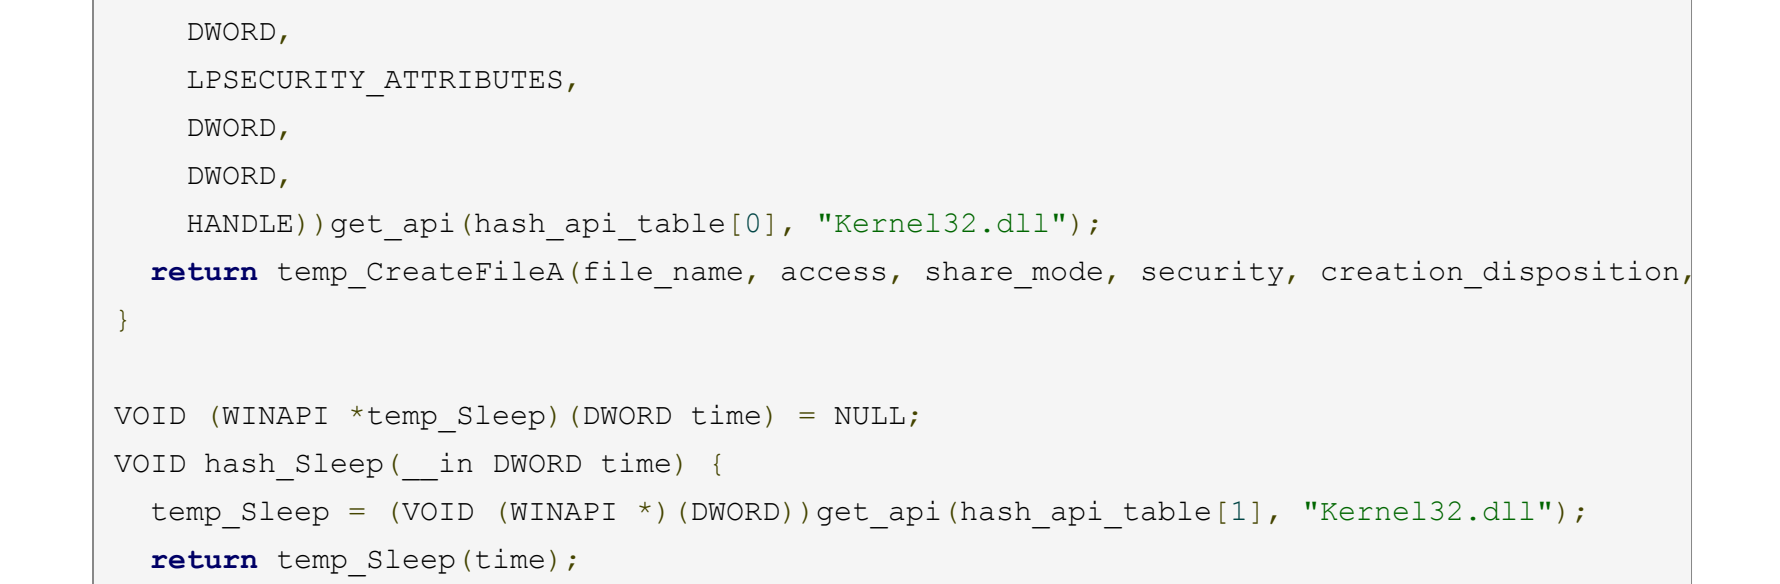 DWORD,
LPSECURITY_ATTRIBUTES,
DWORD,
DWORD,
HANDLE))get_api(hash_api_table[0], "Kernel32.dll");
return temp_CreateFileA(file_name, access, share_mode, security, creation_disposition,
}
VOID (WINAPI *temp_Sleep)(DWORD time) = NULL;
VOID hash_Sleep(__in DWORD time) {
temp_Sleep = (VOID (WINAPI *)(DWORD))get_api(hash_api_table[1], "Kernel32.dll");
return temp_Sleep(time);